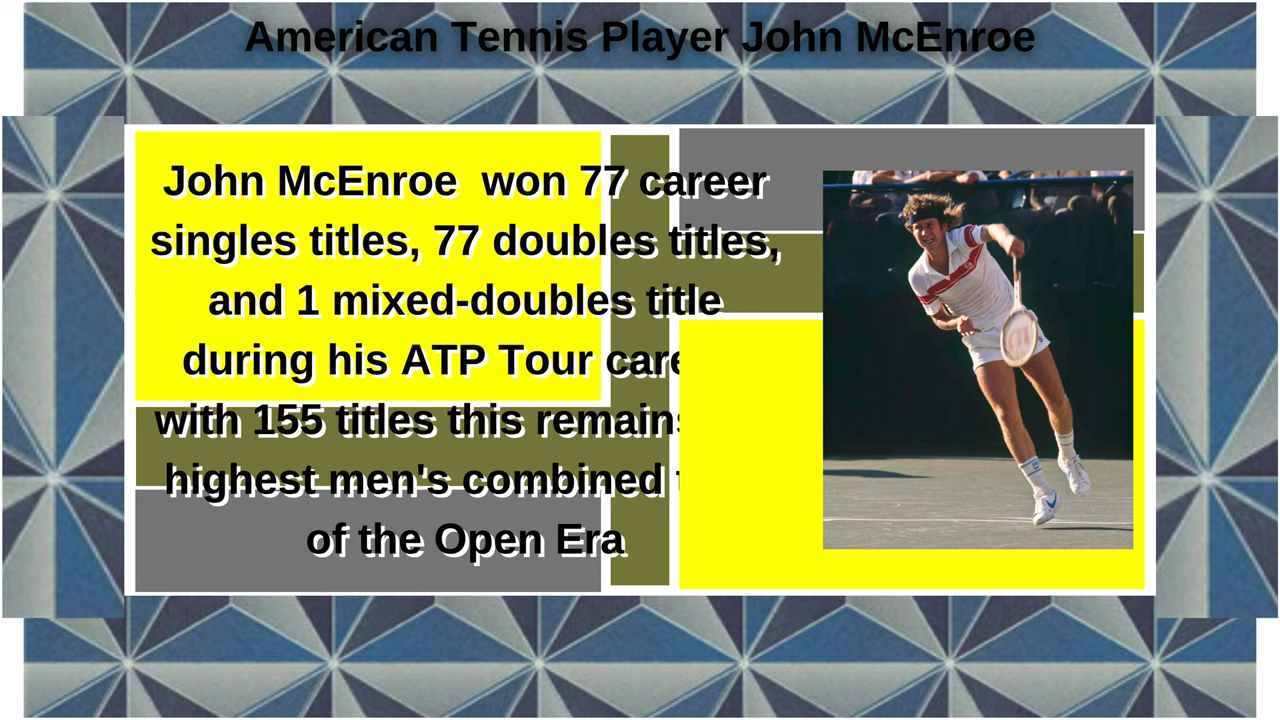 American Tennis Player John McEnroe
John McEnroe  won 77 career
singles titles, 77 doubles titles,
and 1 mixed-doubles title
during his ATP Tour
with 155 titles this
highest men's combined
of the Open Era